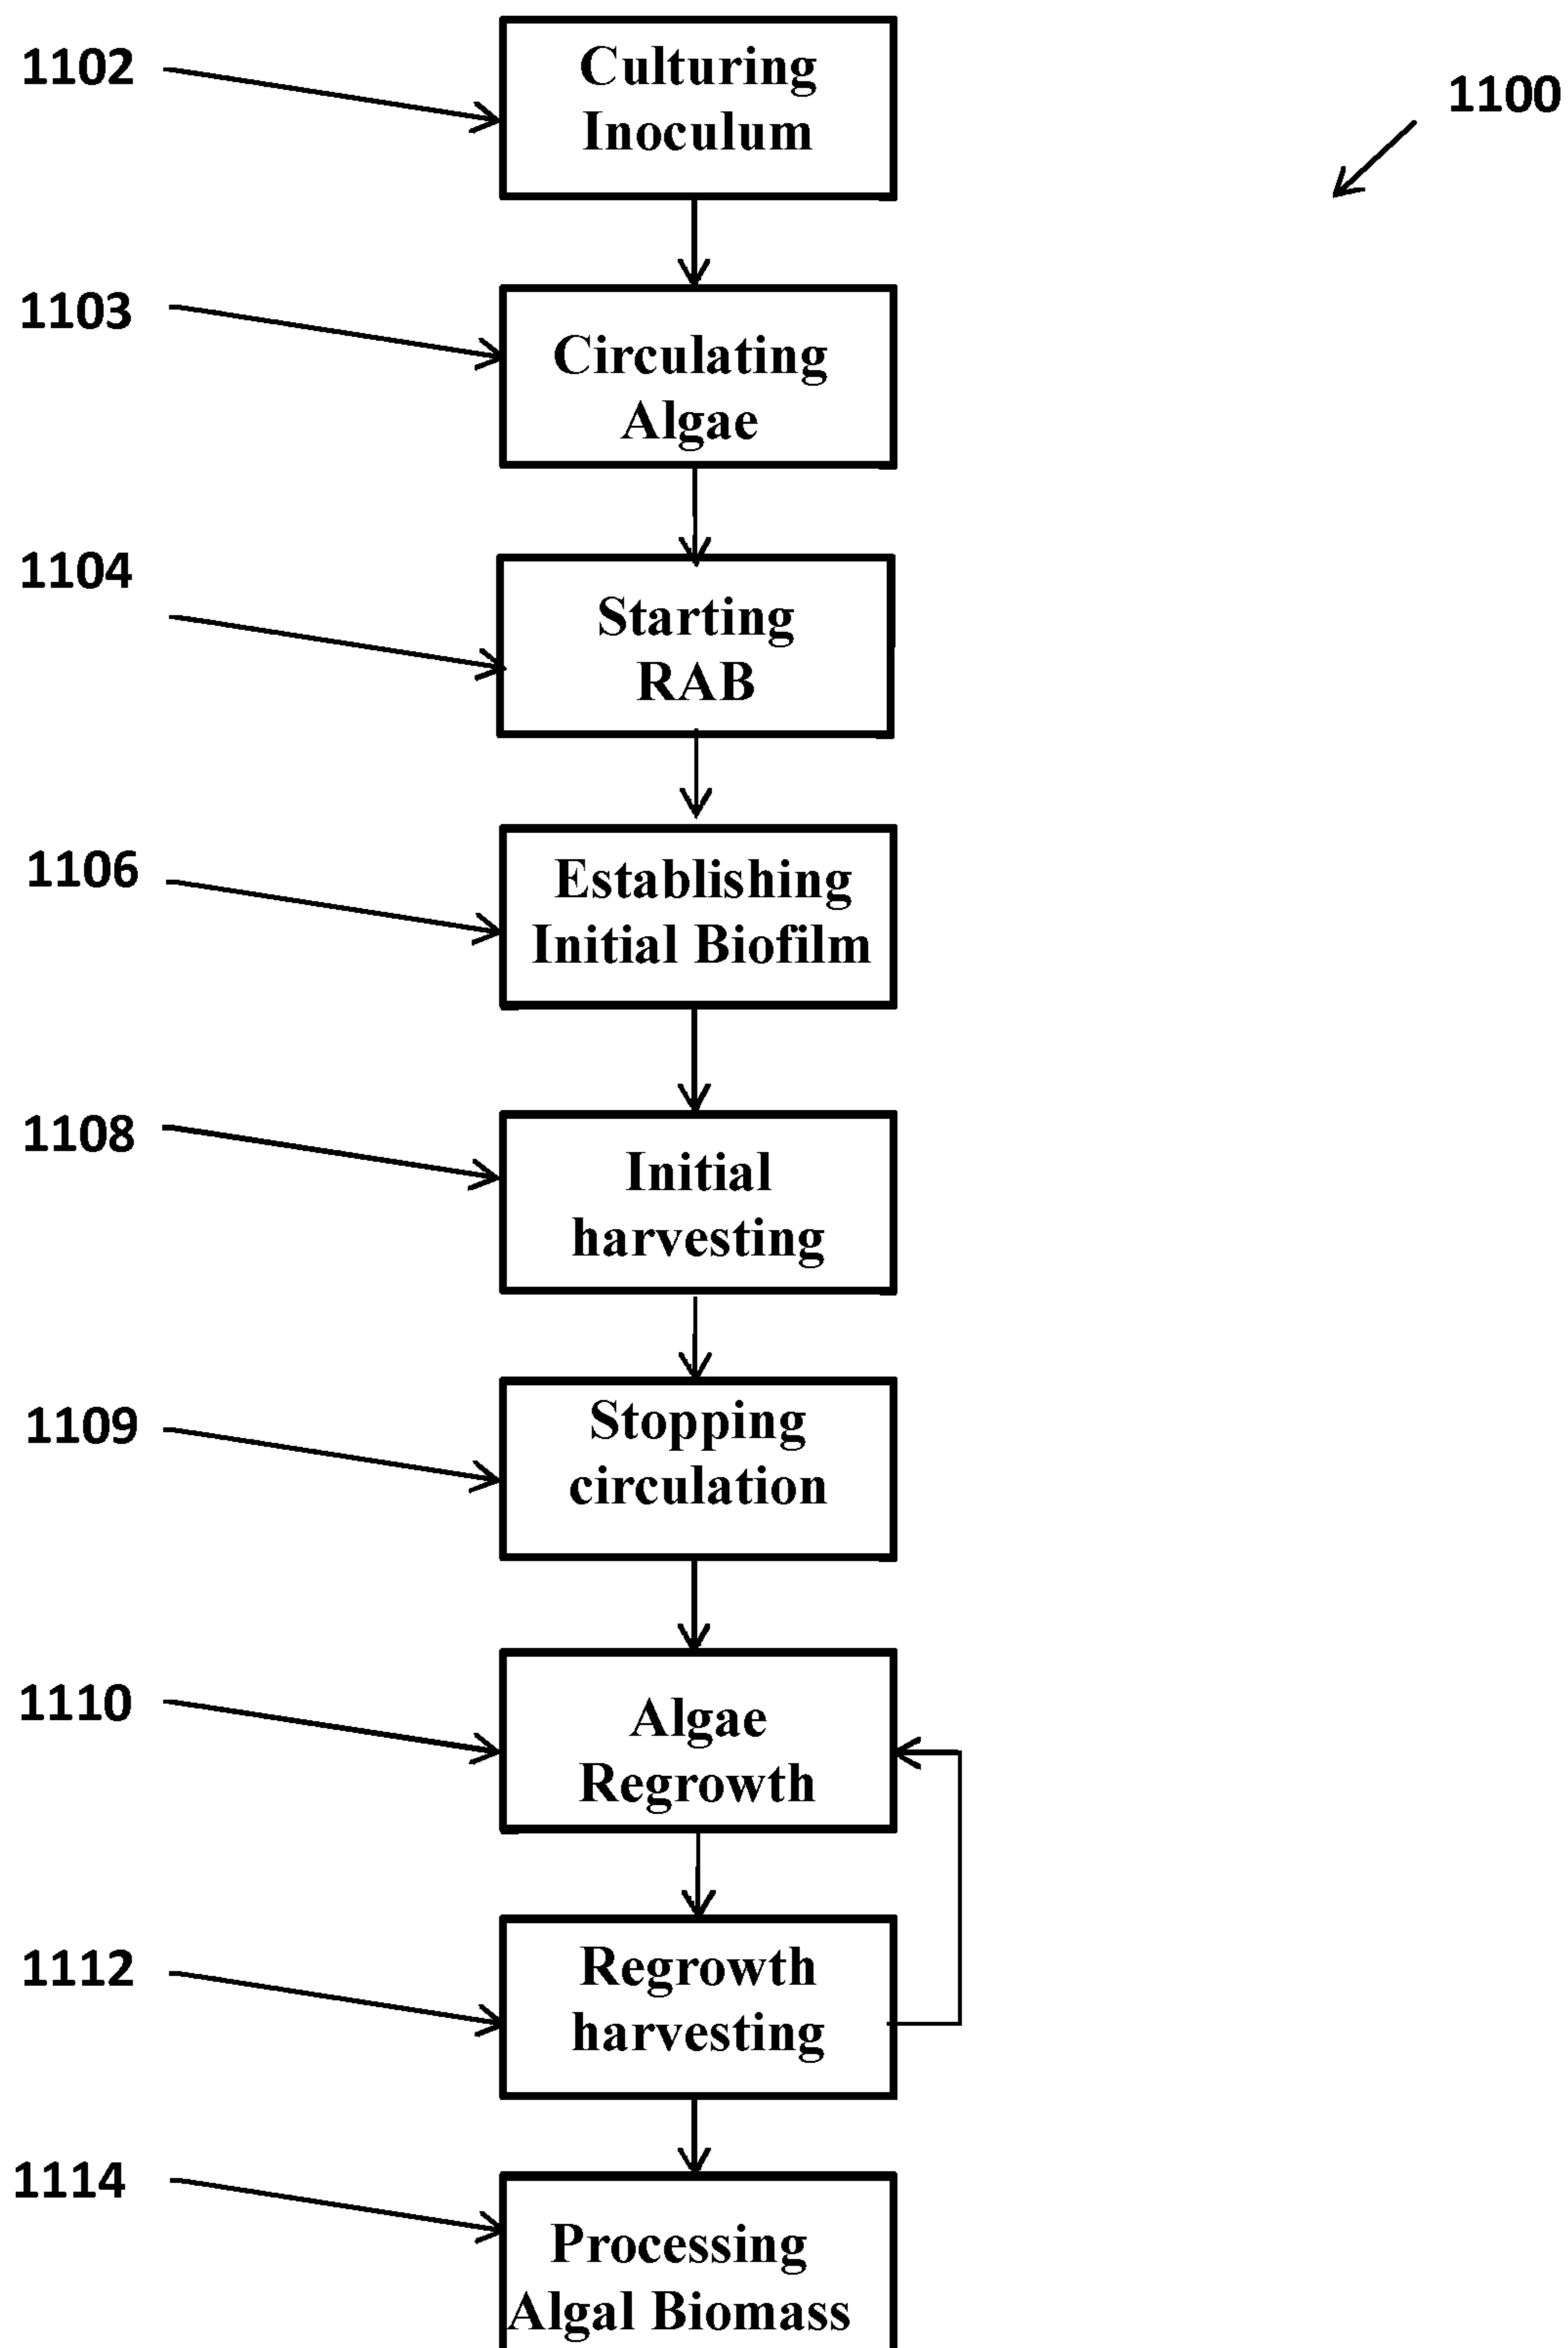 1102
Culturing
Inoculum
1100
1103
Circulating
Algae
1104
Starting
RAB
1106
Establishing
Initial Biofilm
1108
Initial
harvesting
1109
Stopping
circulation
1110
Algae
Regrowth
1112
Regrowth
harvesting
1114
Processing
Algal Biomass